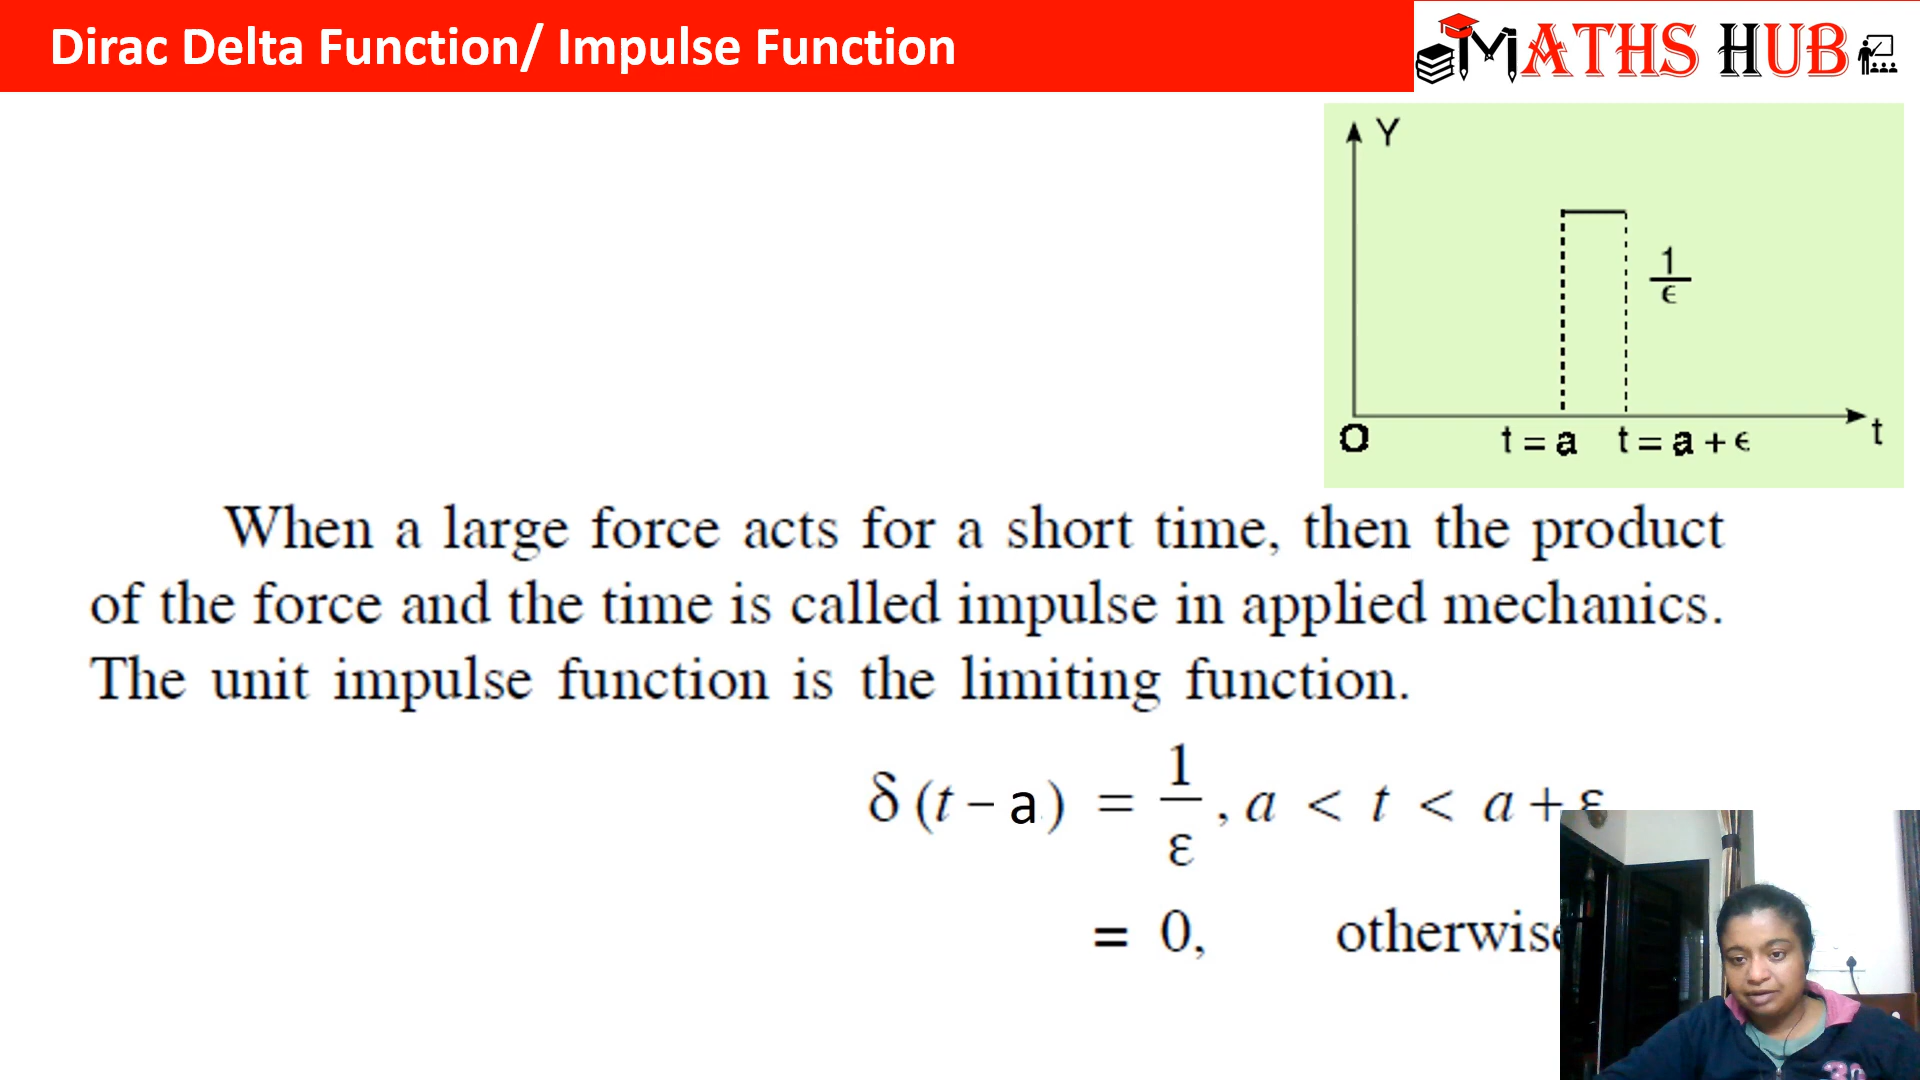 Dirac Delta Function/ Impulse Function
MATHS HUB
Y
1
ϵ
O
t = a
t = a + ϵ
t
When a large force acts for a short time, then the product
of the force and the time is called impulse in applied mechanics.
The unit impulse function is the limiting function.
δ (t – a) = 1/ε , a < t < a + ε
= 0, otherwise